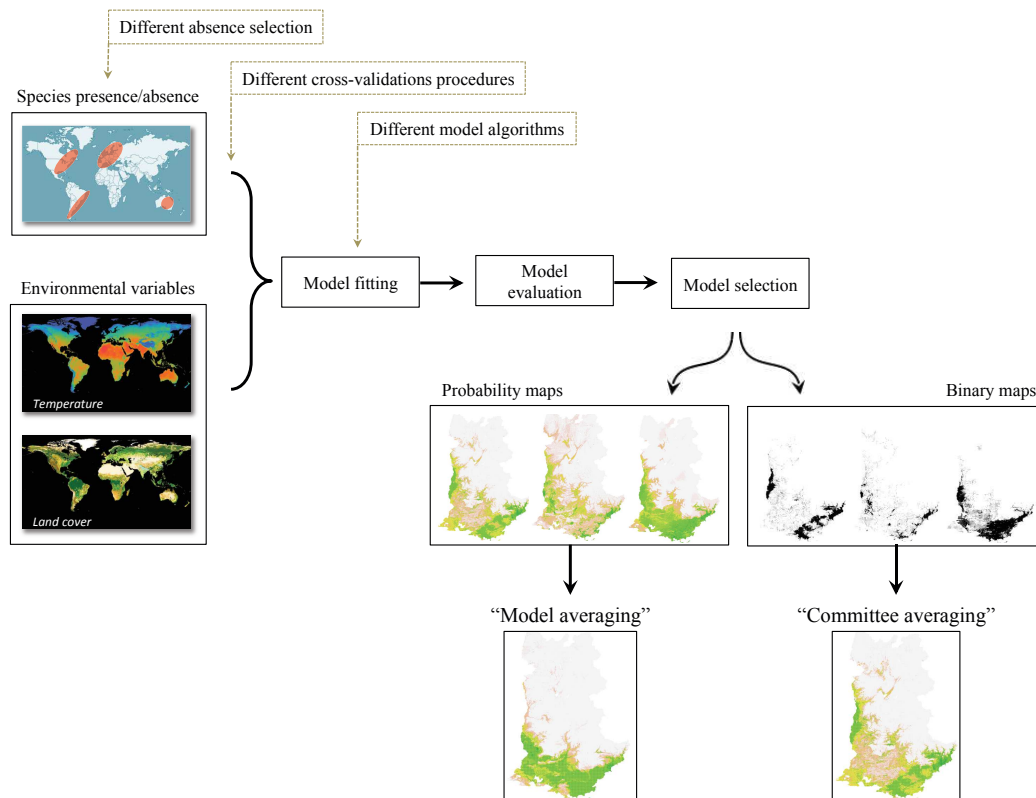 Different absence selection
Different cross-validations procedures
Species presence/absence
Different model algorithms
Model fitting
Model
evaluation
Model selection
Environmental variables
Temperature
Land cover
Probability maps
Binary maps
“Model averaging”
“Committee averaging”